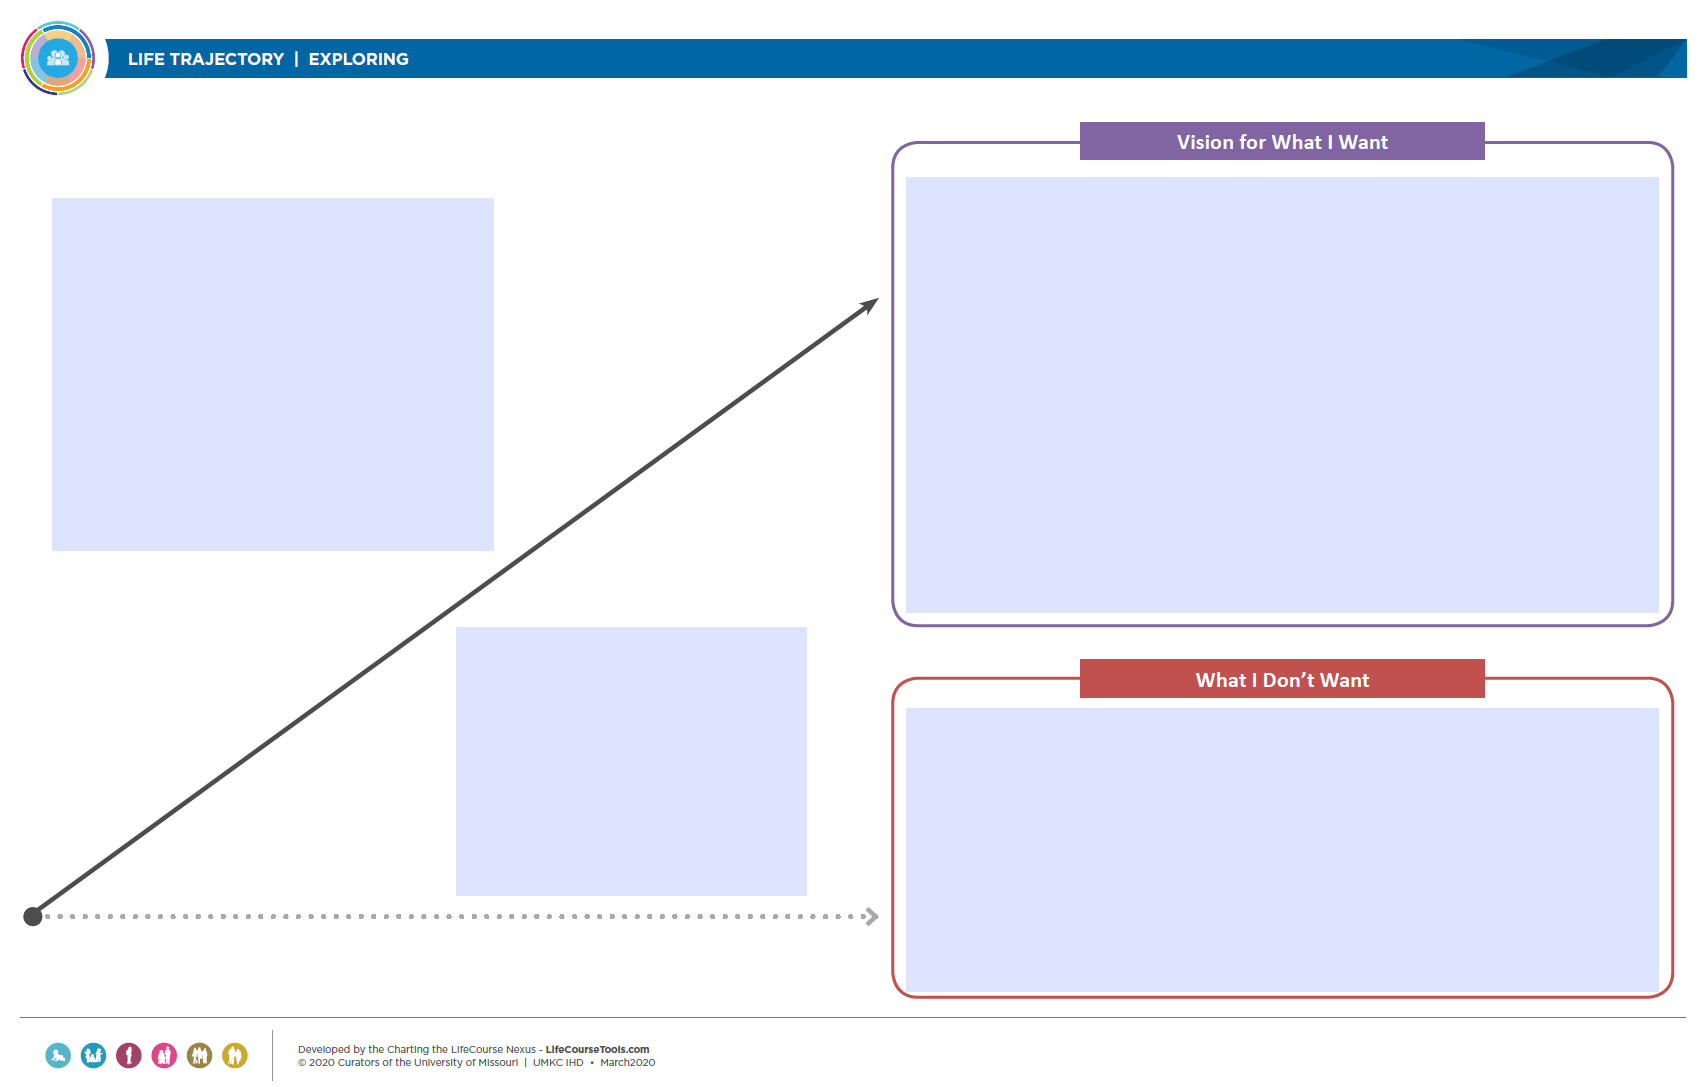 LIFE TRAJECTORY | EXPLORING
Vision for What I Want
What I Don’t Want
Developed by the Charting the LifeCourse Nexus - LifeCourseTools.com
© 2020 Curators of the University of Missouri | UMKC IHD • March2020